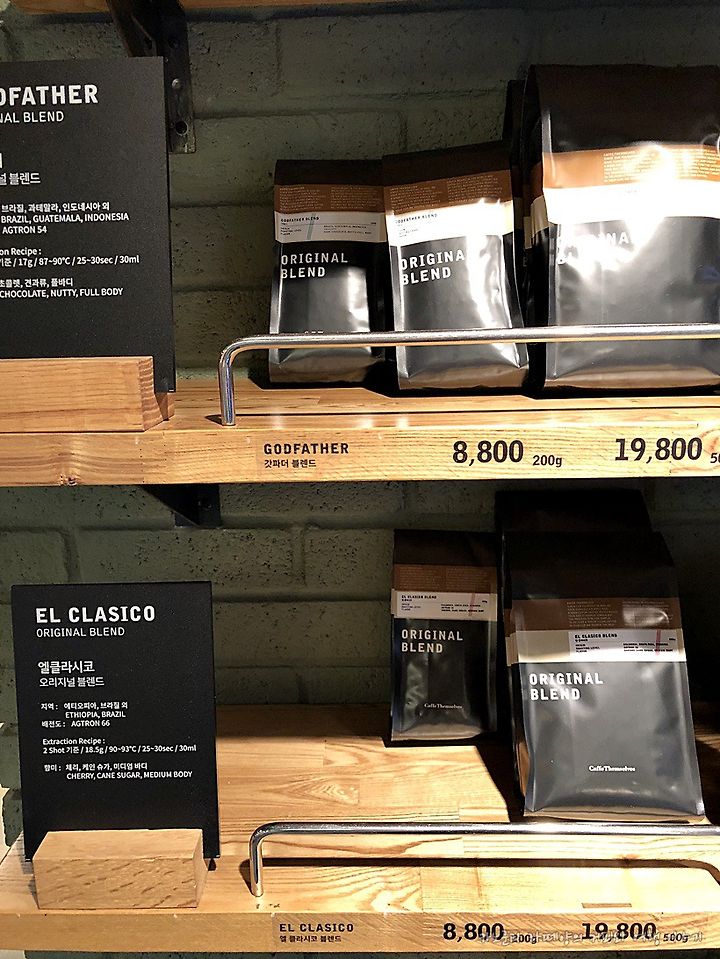 DFATHER
NAL BLEND
널 블렌드
브라질, 과테말라, 인도네시아 외
BRAZIL, GUATEMALA, INDONESIA
AGTRON 54
on Recipe :
기준 / 17g / 87~90℃ / 25~30sec / 30ml
초콜렛, 견과류, 풀바디
CHOCOLATE, NUTTY, FULL BODY
GODFATHER BLEND
ORIGINAL
BLEND
GODFATHER BLEND
ORIGINAL
BLEND
ORIGINAL
GODFATHER
갓파더 블렌드
8,800 200g
19,800
EL CLASICO
ORIGINAL BLEND
엘클라시코
오리지널 블렌드
지역 : 에티오피아, 브라질 외
ETHIOPIA, BRAZIL
배전도 : AGTRON 66
Extraction Recipe :
2 Shot 기준 / 18.5g / 90~93℃ / 25~30sec / 30ml
향미 : 체리, 케인 슈가, 미디엄 바디
CHERRY, CANE SUGAR, MEDIUM BODY
EL CLASICO BLEND
ORIGINAL
BLEND
Caffe Themselves
EL CLASICO BLEND
ORIGINAL
BLEND
Caffe Themselves
EL CLASICO
엘 클라시코 블렌드
8,800 200g
19,800 500g